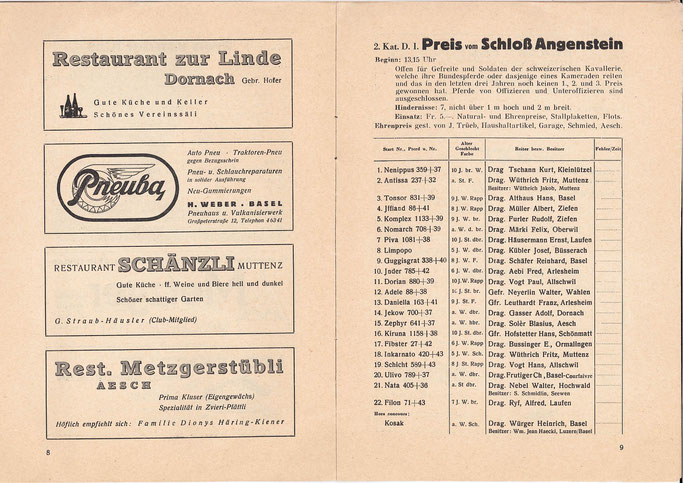 Restaurant zur Linde
Dornach Gebr. Hofer
Gute Küche und Keller
Schönes Vereinssäli
Auto Pneu · Traktoren-Pneu
gegen Bezugsschein
Pneu- u. Schlauchreparaturen
in solider Ausführung
Neu-Gummierungen
Pneuba
H. WEBER · BASEL
Pneuhaus u. Vulkanisierwerk
Großpeterstraße 12, Telephon 46341
RESTAURANT SCHÄNZLI MUTTENZ
Gute Küche · ff. Weine und Biere hell und dunkel
Schöner schattiger Garten
G. Straub-Häusler (Club-Mitglied)
Rest. Metzgerstübli
AESCH
Prima Kluser (Eigengewächs)
Spezialität in Zvieri-Plättli
Höflich empfiehlt sich: Familie Dionys Häring-Kiener
8
2. Kat. D. I. Preis vom Schloß Angenstein
Beginn: 13.15 Uhr
Offen für Gefreite und Soldaten der schweizerischen Kavallerie,
welche ihre Bundespferde oder dasjenige eines Kameraden reiten
und das in den letzten drei Jahren noch keinen 1., 2. und 3. Preis
gewonnen hat. Pferde von Offizieren und Unteroffizieren sind
ausgeschlossen.
Hindernisse: 7, nicht über 1 m hoch und 2 m breit.
Einsatz: Fr. 5.—. Natural- und Ehrenpreise, Stallplaketten, Flots.
Ehrenpreis gest. von J. Trüeb, Haushaltartikel, Garage, Schmied, Aesch.
Start Nr., Pferd u. Nr. Alter Geschlecht Farbe Reiter bezw. Besitzer Fehler/Zeit
1. Nenippus 359+37 10 J. br. W. Drag. Tschann Kurt, Kleinlützel
2. Antissa 237+32 a. St. F. Drag. Wüthrich Fritz, Muttenz
Besitzer: Wüthrich Jakob, Muttenz
3. Tonsor 831+39 9 J. W. Rapp Drag. Althaus Hans, Basel
4. Jffland 86+41 8 J. W. Rapp Drag. Müller Albert, Ziefen
5. Komplex 1133+39 9 J. W. br. Drag. Furler Rudolf, Ziefen
6. Nomarch 708+39 a. W. d. br. Drag. Märki Felix, Oberwil
7 Piva 1081+38 10 J. St. dbr. Drag. Häusermann Ernst, Laufen
8 Limpopo 5 J. W. dbr. Drag. Kübler Josef, Büsserach
9. Guggisgrat 338+40 8 J. W. F. Drag. Schäfer Reinhard, Basel
10. Jader 785+42 6 J. W. dbr. Drag. Aebi Fred, Arlesheim
11. Dorian 880+39 10 J. W. Rapp Drag. Vogt Paul, Allschwil
12. Adele 88+38 J. St. br. Gefr. Neyerlin Walter, Wahlen
13. Daniella 163+41 9 J. St. F. Gfr. Leuthardt Franz, Arlesheim
14. Jekow 700+37 a. W. dbr. Drag. Gasser Adolf, Dornach
15. Zephyr 641+37 a. W. hbr. Drag. Solèr Blasius, Aesch
16. Kiruna 1158+38 10 J. St. dbr. Gfr. Hofstetter Hans, Schönmatt
17. Fibster 27+42 6 J. W. Rapp Drag. Bussinger E., Ormalingen
18. Inkarnato 420+43 5 J. W. Sch. Drag. Wüthrich Fritz, Muttenz
19. Schicht 589+43 8 J St. Rapp Drag. Vogt Hans, Allschwil
20. Ulivo 789+37 a. W. dbr. Drag. Frutiger Ch, Basel-Courfaivre
21. Nata 405+36 a. St dbr. Drag. Nebel Walter, Hochwald
Besitzer: S. Schmidlin, Seewen
22. Filon 71+43 7 J. W. br. Drag. Ryf, Alfred, Laufen
Hors concours:
Kosak a. W. Sch. Drag. Würger Heinrich, Basel
Besitzer: Wm. Jean Haecki, Luzern/Basel
9